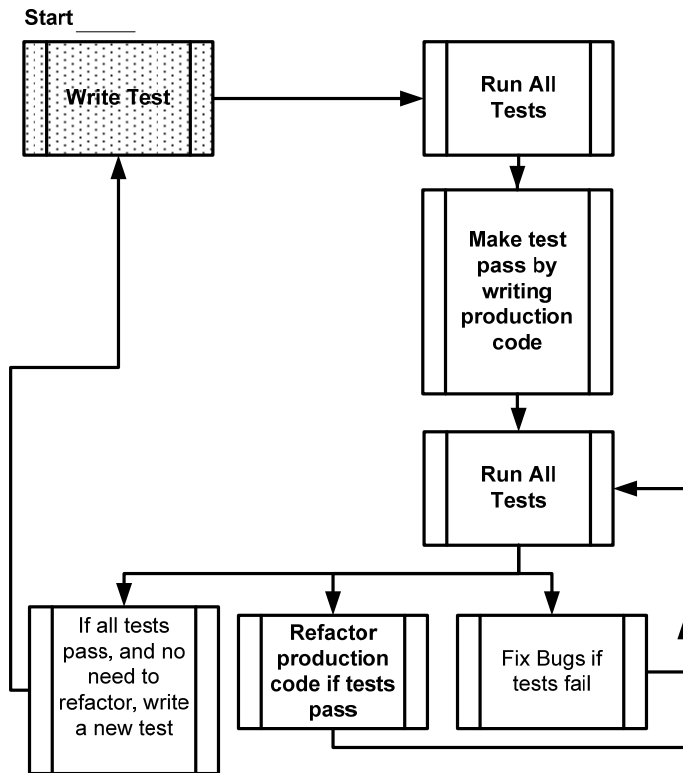 Start
Write Test
Run All
Tests
Make test
pass by
writing
production
code
Run All
Tests
If all tests
pass, and no
need to
refactor, write
a new test
Refactor
production
code if tests
pass
Fix Bugs if
tests fail